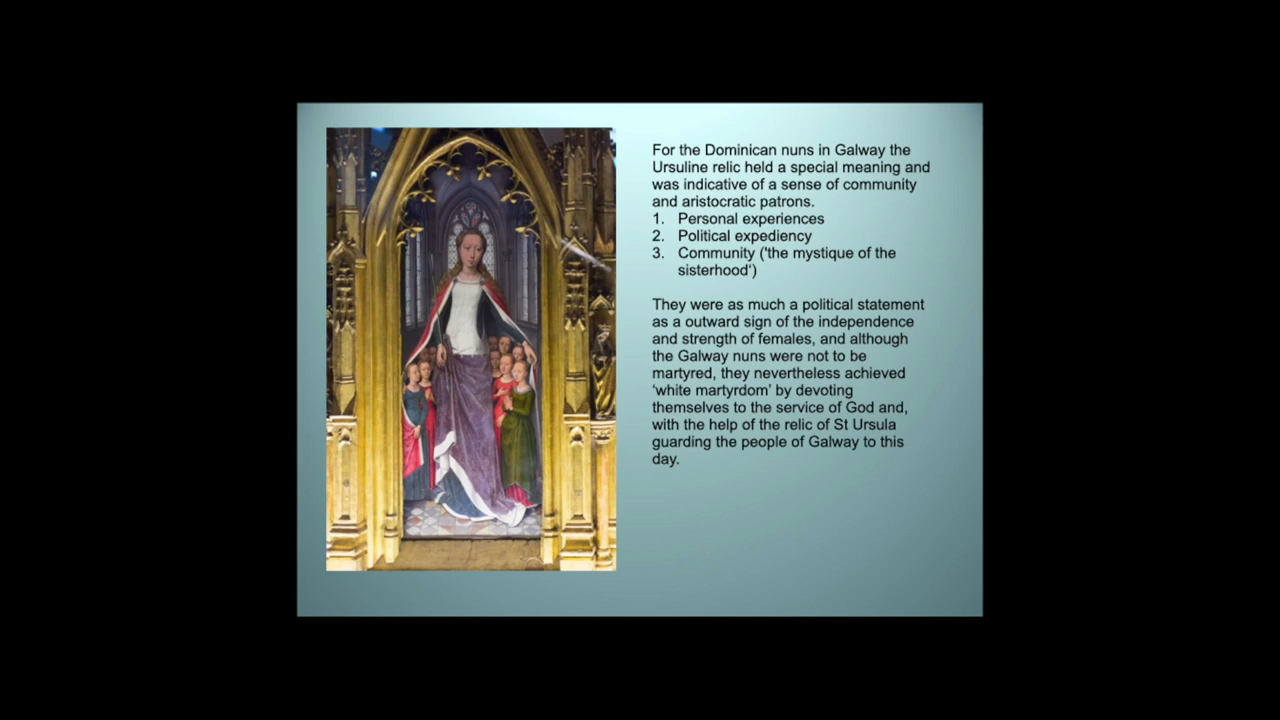 For the Dominican nuns in Galway the
Ursuline relic held a special meaning and
was indicative of a sense of community
and aristocratic patrons.
1. Personal experiences
2. Political expediency
3. Community ('the mystique of the
sisterhood')
They were as much a political statement
as a outward sign of the independence
and strength of females, and although
the Galway nuns were not to be
martyred, they nevertheless achieved
‘white martyrdom’ by devoting
themselves to the service of God and,
with the help of the relic of St Ursula
guarding the people of Galway to this
day.